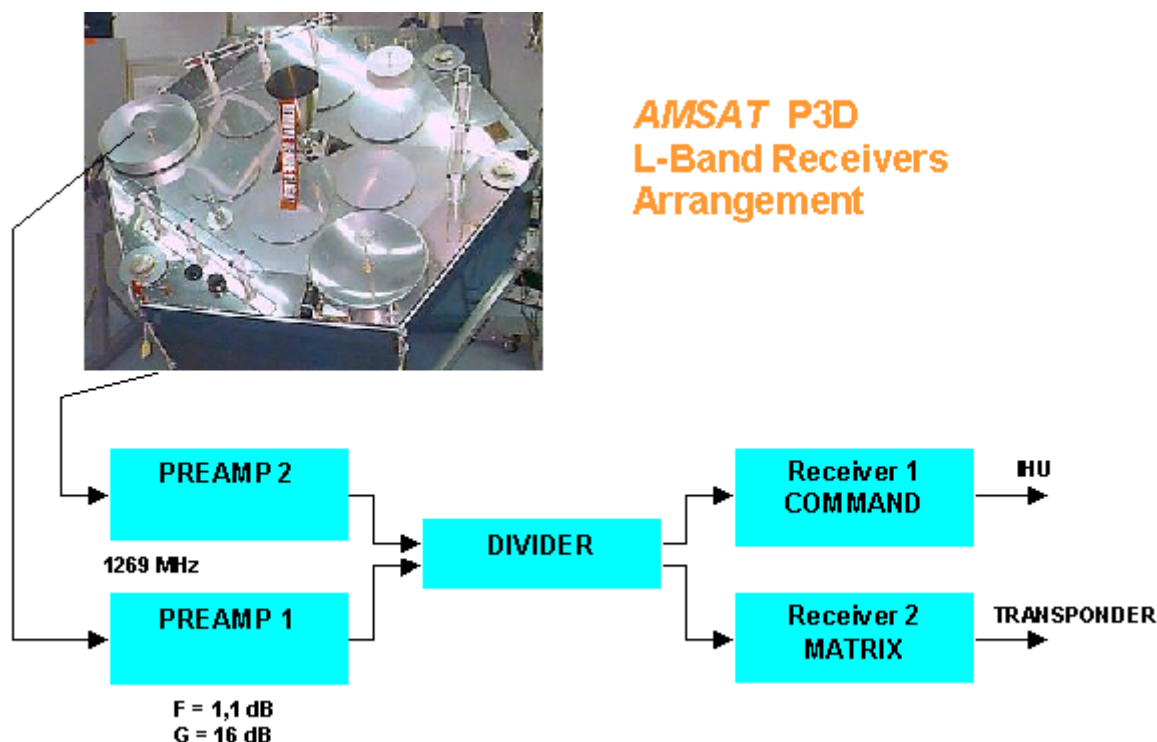 AMSAT P3D
L-Band Receivers
Arrangement
PREAMP 2
1269 MHz
PREAMP 1
F = 1,1 dB
G = 16 dB
DIVIDER
Receiver 1
COMMAND
IHU
Receiver 2
MATRIX
TRANSPONDER